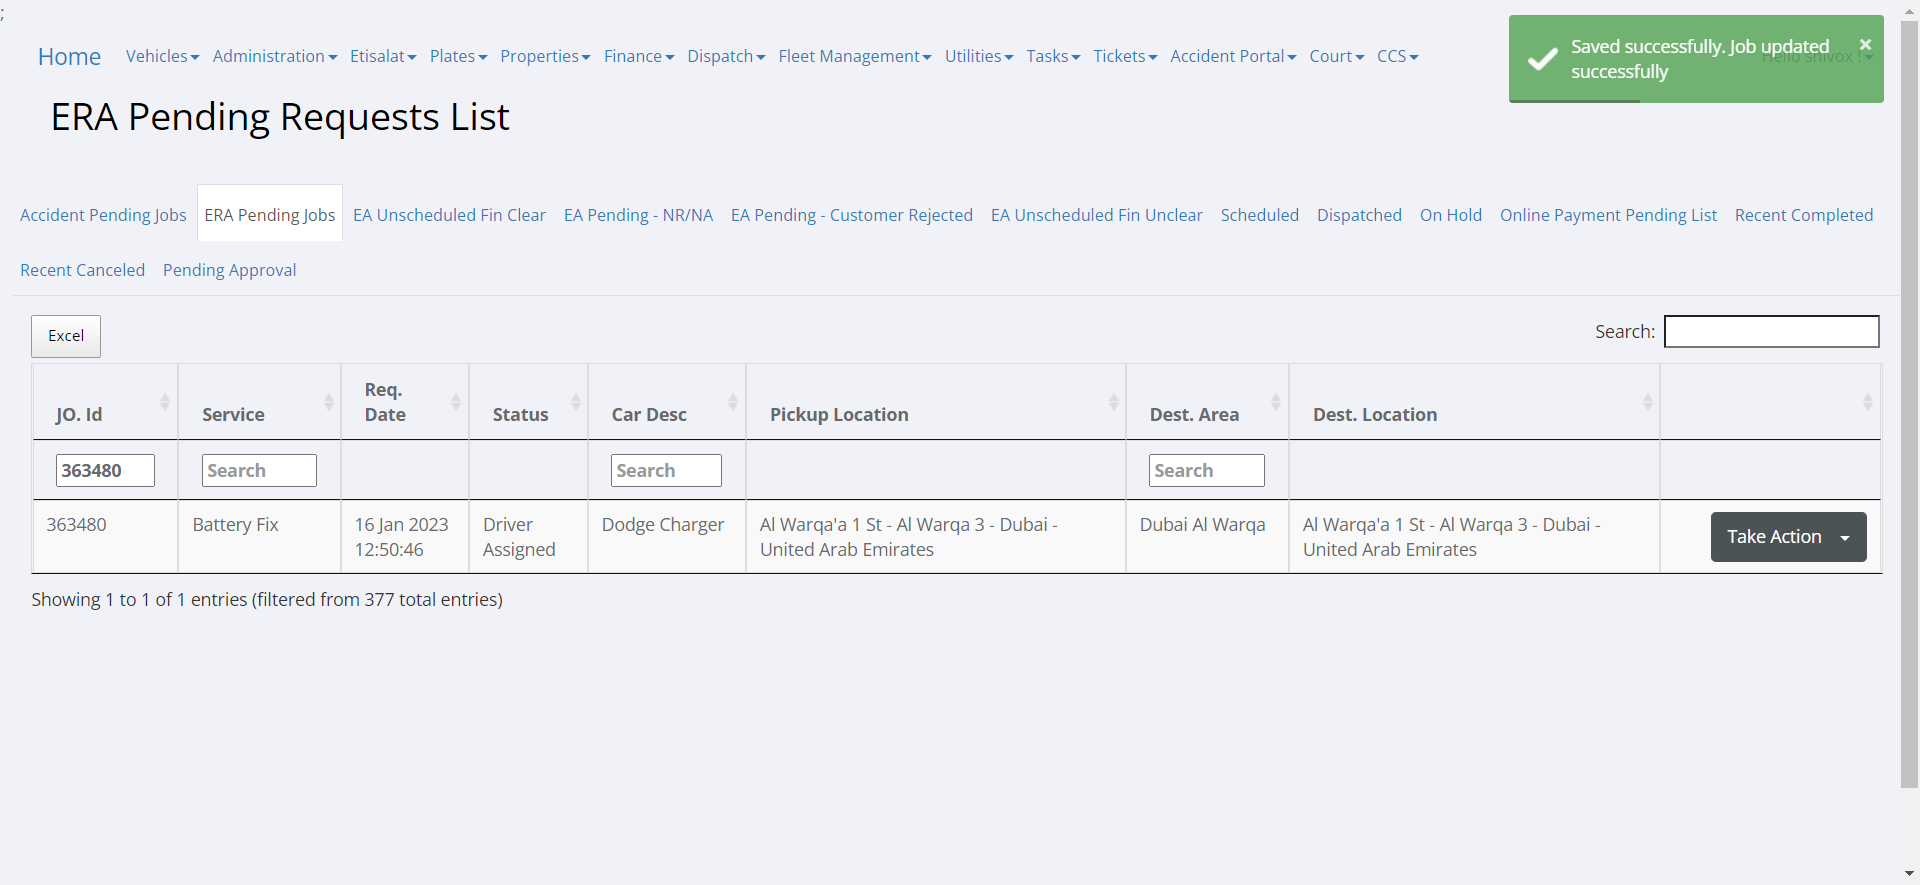 ;
Home Vehicles Administration Etisalat Plates Properties Finance Dispatch Fleet Management Utilities Tasks Tickets Accident Portal Court CCS
Saved successfully. Job updated
successfully
Hello shivox !
ERA Pending Requests List
Accident Pending Jobs ERA Pending Jobs EA Unscheduled Fin Clear EA Pending - NR/NA EA Pending - Customer Rejected EA Unscheduled Fin Unclear Scheduled Dispatched On Hold Online Payment Pending List Recent Completed
Recent Canceled Pending Approval
Excel Search:
JO. Id Service Req. Date Status Car Desc Pickup Location Dest. Area Dest. Location
363480 Search Search Search
363480 Battery Fix 16 Jan 2023 Driver Dodge Charger Al Warqa'a 1 St - Al Warqa 3 - Dubai - Dubai Al Warqa Al Warqa'a 1 St - Al Warqa 3 - Dubai - Take Action
12:50:46 Assigned United Arab Emirates United Arab Emirates
Showing 1 to 1 of 1 entries (filtered from 377 total entries)